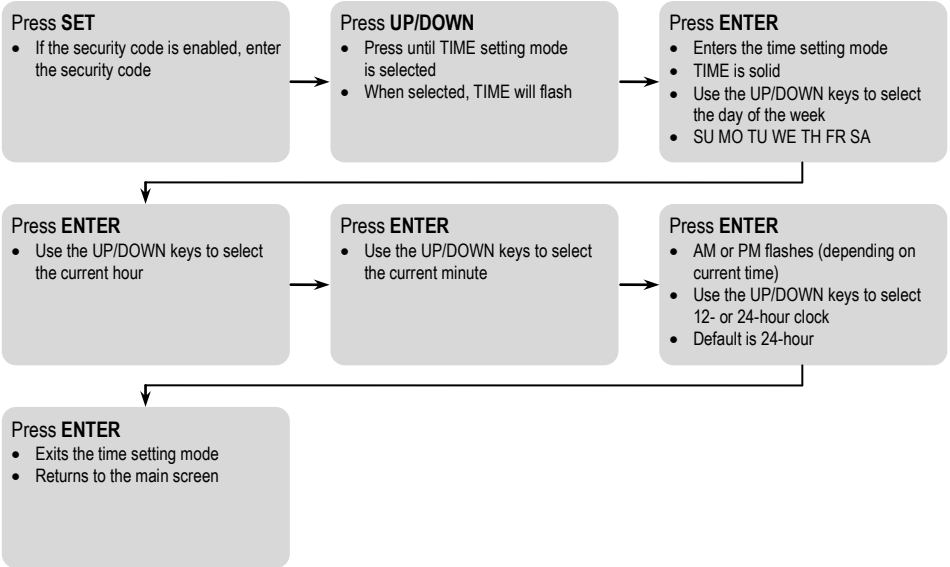 Press SET
• If the security code is enabled, enter
the security code
Press UP/DOWN
• Press until TIME setting mode
is selected
• When selected, TIME will flash
Press ENTER
• Enters the time setting mode
• TIME is solid
• Use the UP/DOWN keys to select
the day of the week
• SU MO TU WE TH FR SA
Press ENTER
• Use the UP/DOWN keys to select
the current hour
Press ENTER
• Use the UP/DOWN keys to select
the current minute
Press ENTER
• AM or PM flashes (depending on
current time)
• Use the UP/DOWN keys to select
12- or 24-hour clock
• Default is 24-hour
Press ENTER
• Exits the time setting mode
• Returns to the main screen